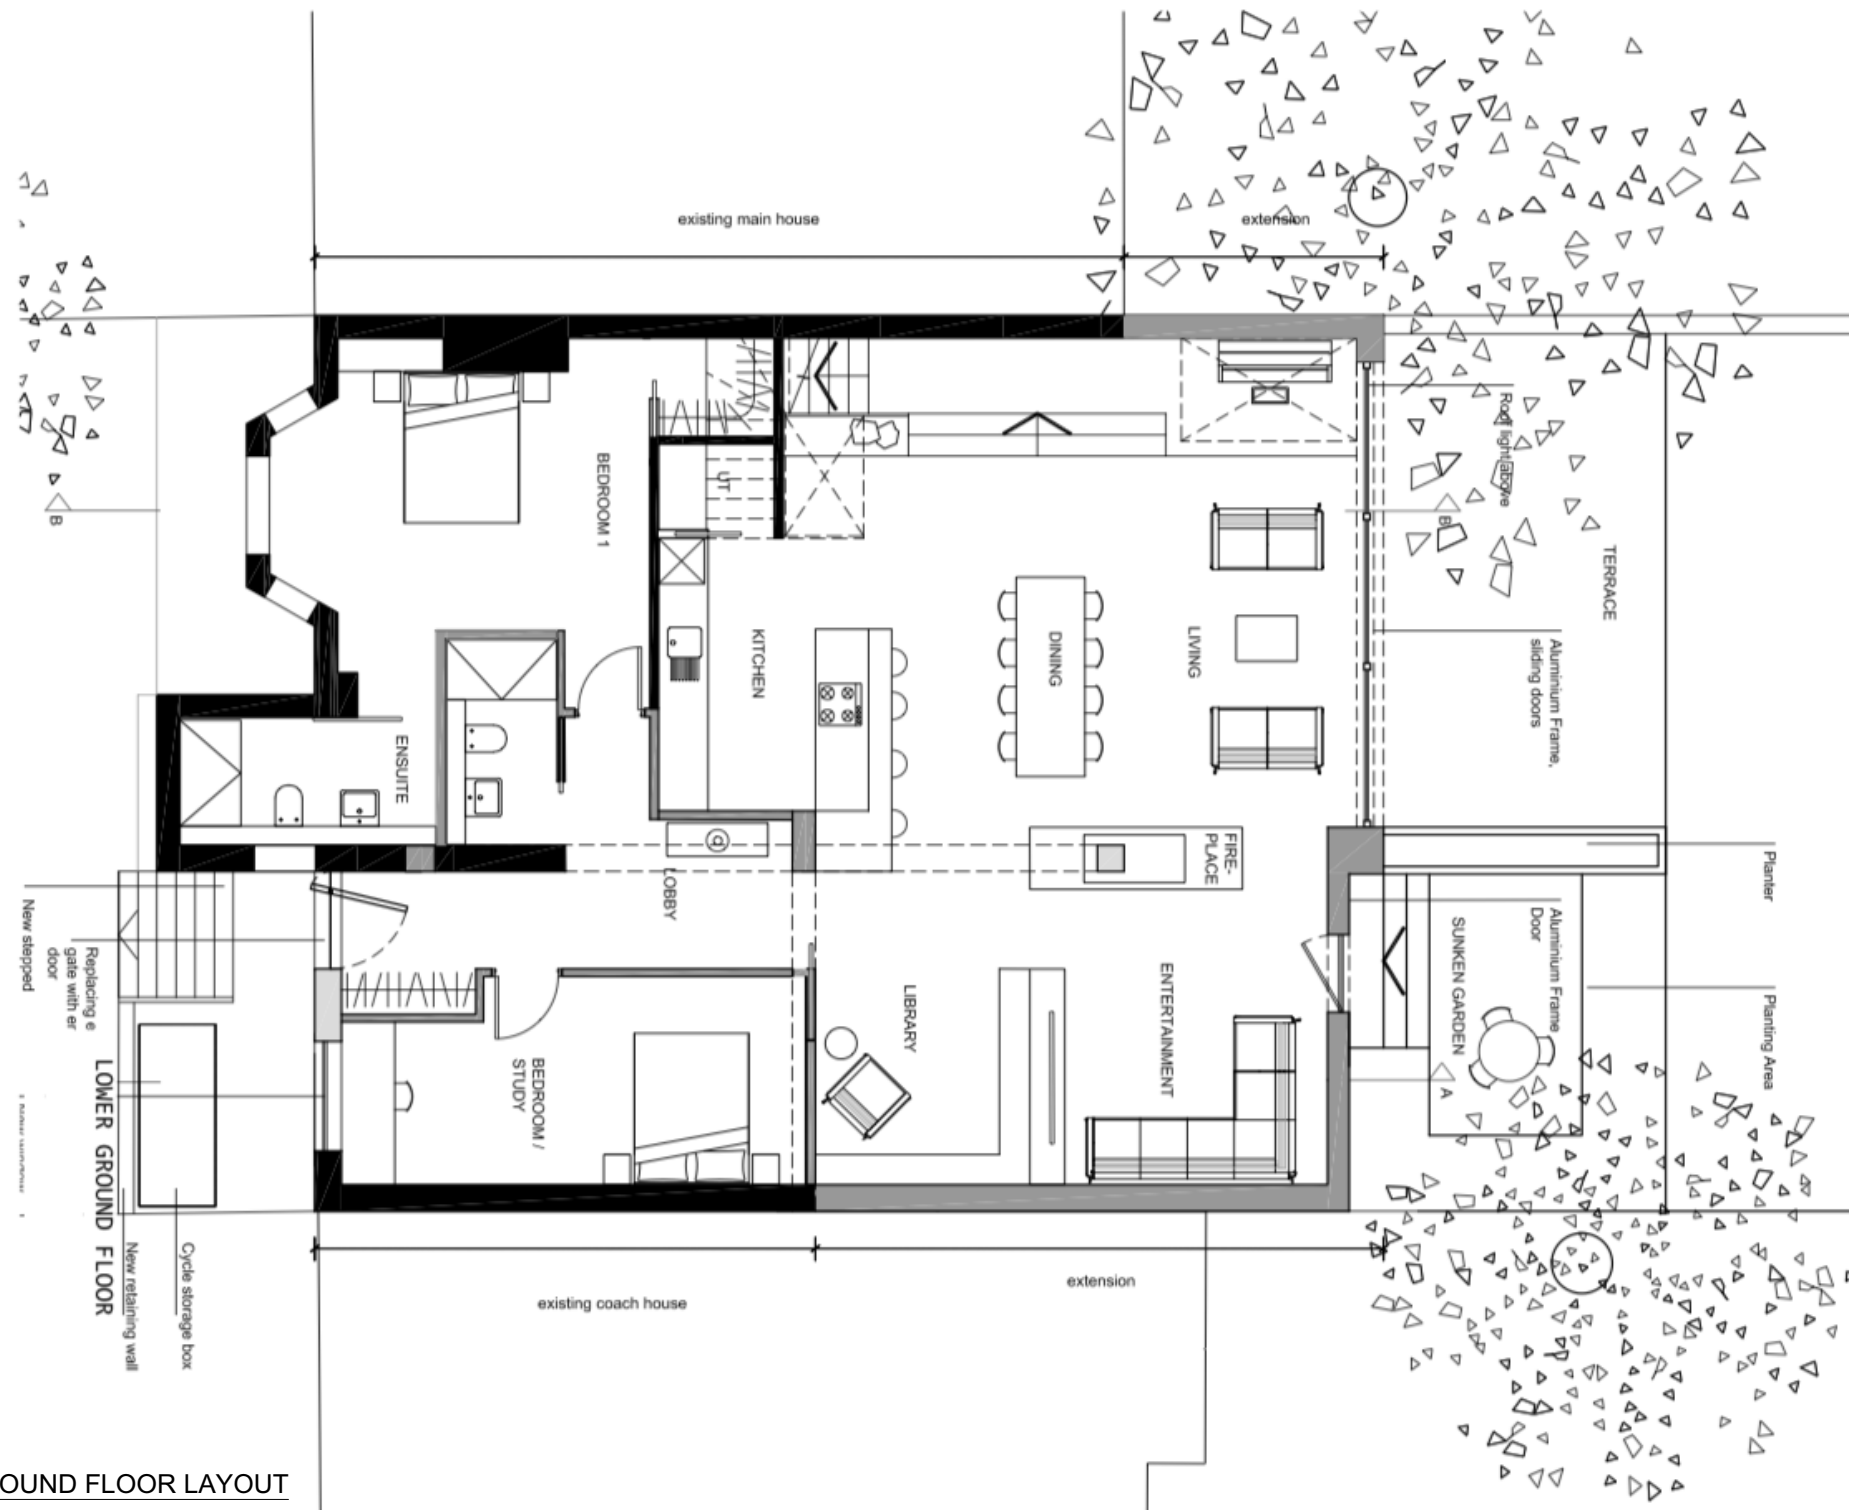 existing main house
extension
Roof light above
B
B
BEDROOM 1
UT
TERRACE
KITCHEN
DINING
LIVING
Aluminium Frame,
sliding doors
ENSUITE
FIRE-
PLACE
LOBBY
Planter
New stepped
Replacing e
gate with er
door
LIBRARY
ENTERTAINMENT
SUNKEN GARDEN
Aluminium Frame
Door
Planting Area
A
BEDROOM /
STUDY
LOWER GROUND FLOOR
New retaining wall
Cycle storage box
existing coach house
extension
OUND FLOOR LAYOUT